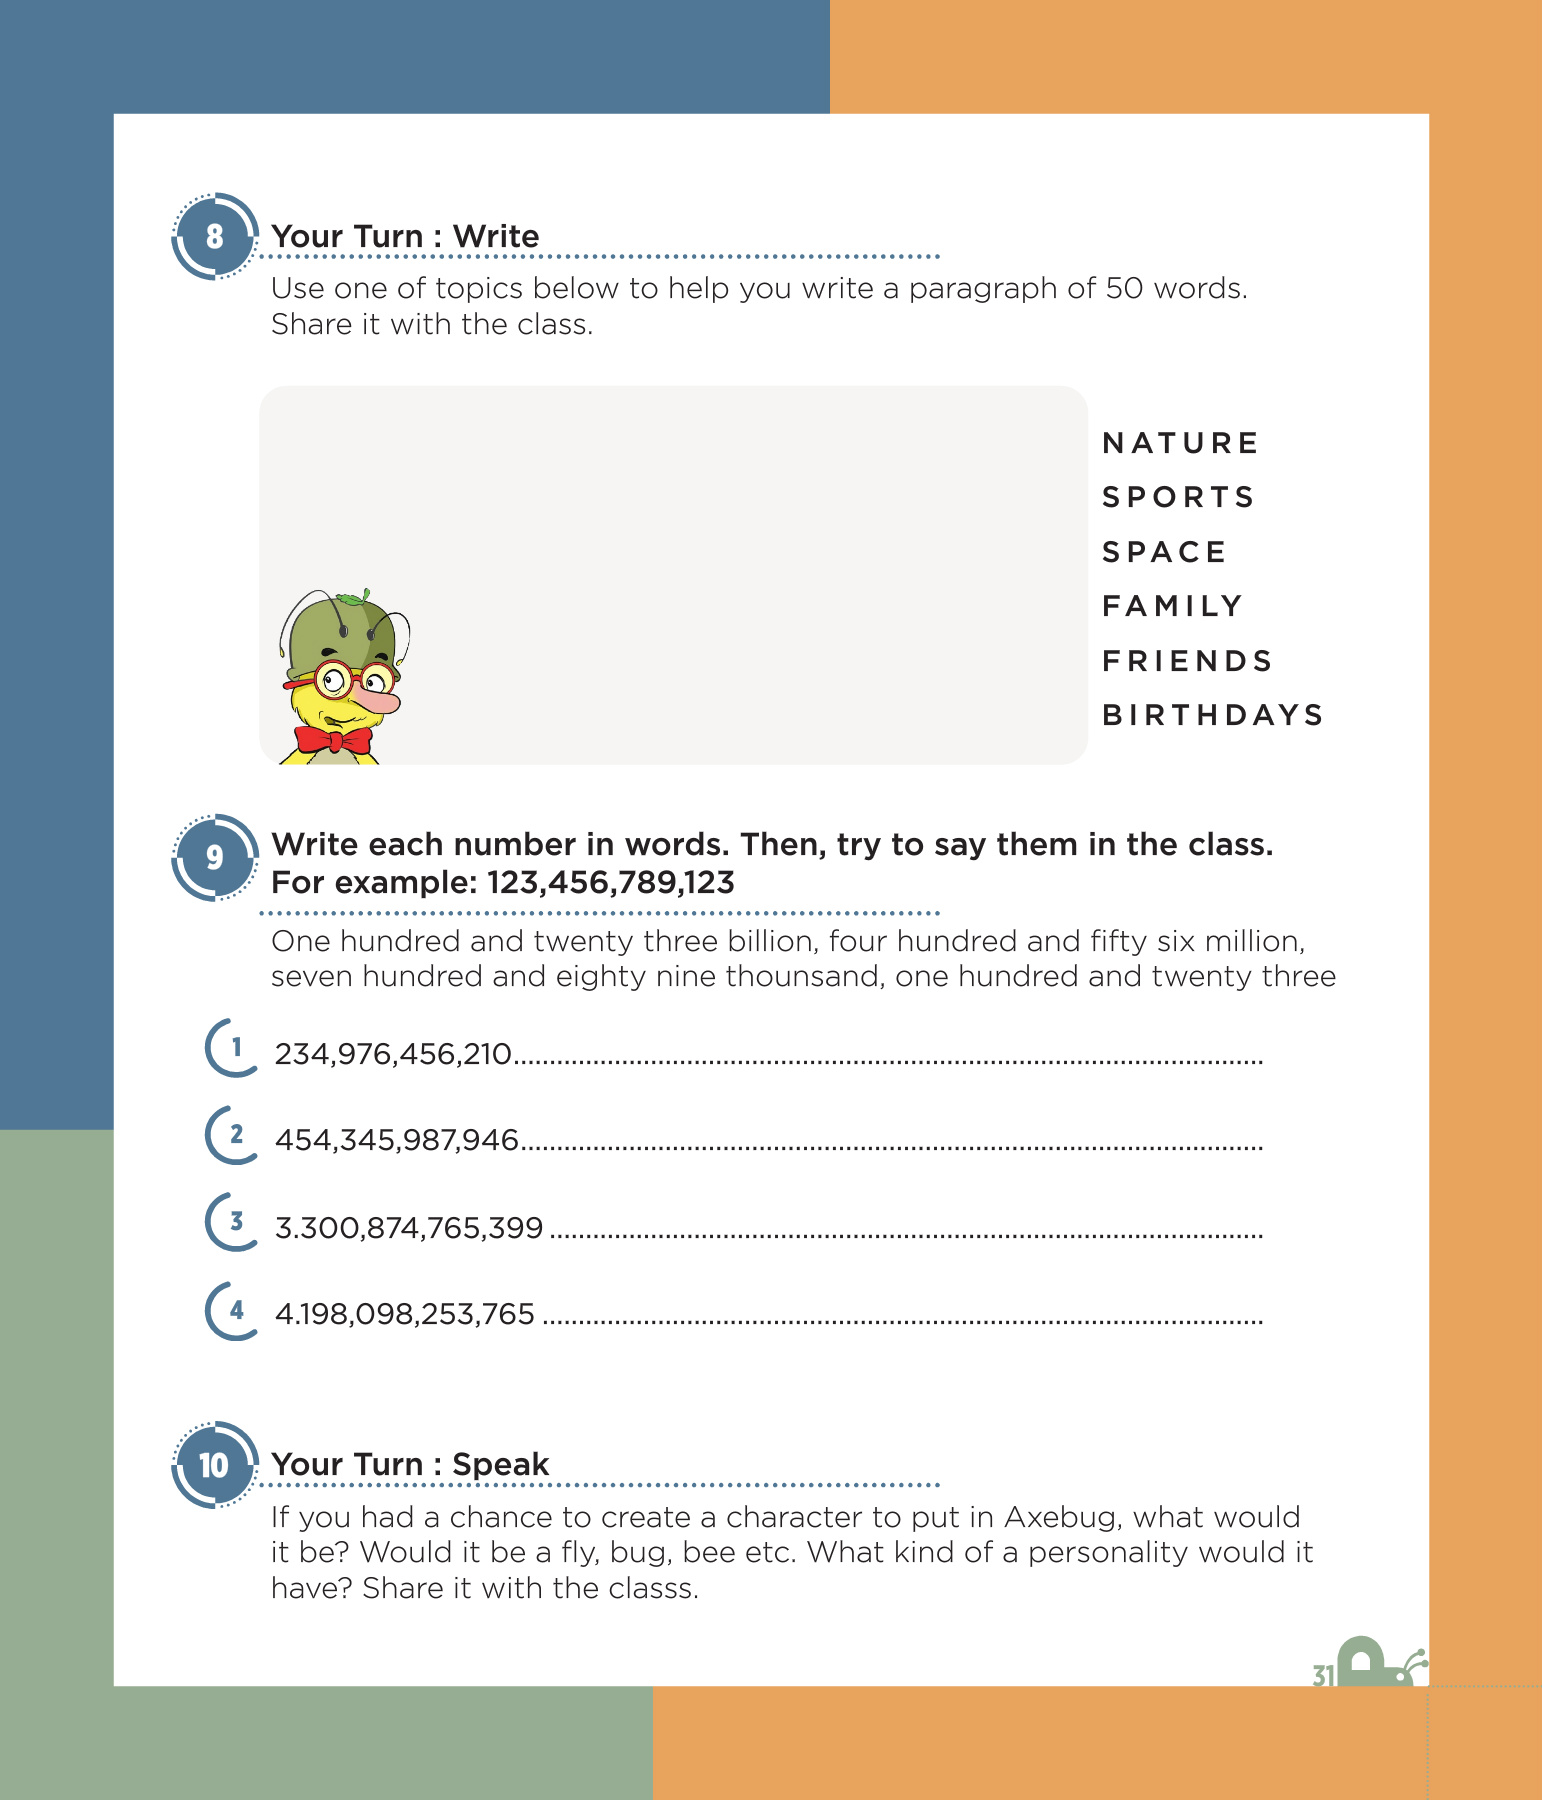 8
Your Turn : Write
Use one of topics below to help you write a paragraph of 50 words.
Share it with the class.
NATURE
SPORTS
SPACE
FAMILY
FRIENDS
BIRTHDAYS
9
Write each number in words. Then, try to say them in the class.
For example: 123,456,789,123
One hundred and twenty three billion, four hundred and fifty six million,
seven hundred and eighty nine thounsand, one hundred and twenty three
1 234,976,456,210........................................................................................................
2 454,345,987,946.......................................................................................................
3 3.300,874,765,399 ...................................................................................................
4 4.198,098,253,765 ....................................................................................................
10
Your Turn : Speak
If you had a chance to create a character to put in Axebug, what would
it be? Would it be a fly, bug, bee etc. What kind of a personality would it
have? Share it with the classs.
31